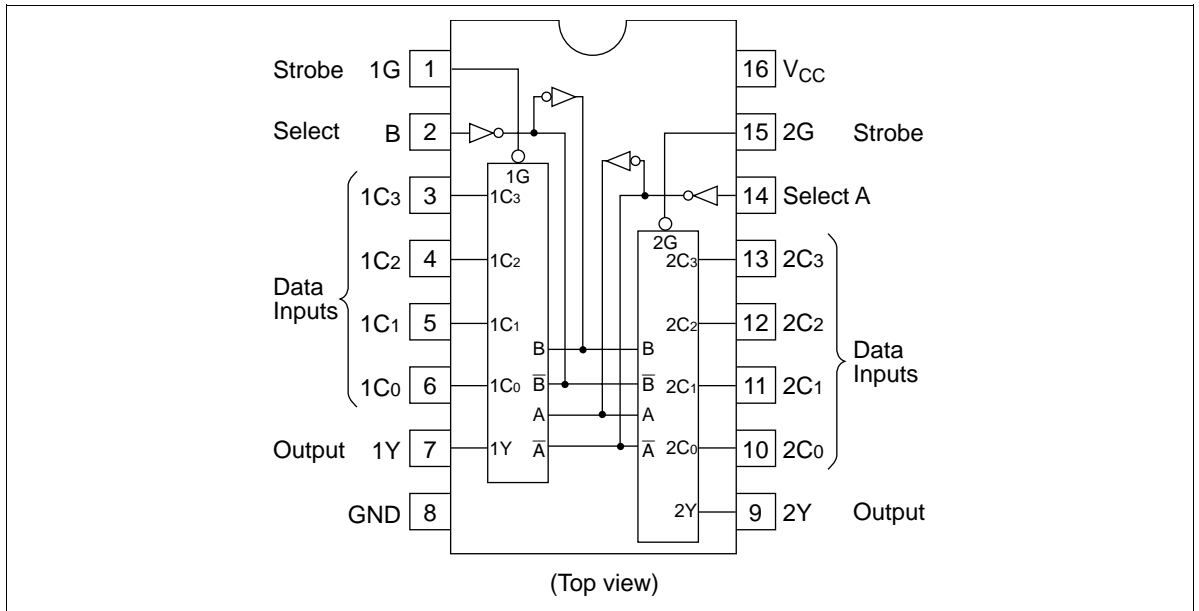 Strobe 1G 1
Select B 2
1C3 3
1C2 4
Data
Inputs
1C1 5
1C0 6
Output 1Y 7
GND 8
16 VCC
15 2G Strobe
14 Select A
13 2C3
12 2C2
Data
Inputs
11 2C1
10 2C0
9 2Y Output
1G
1C3
1C2
1C1
B
1C0 B̅
A
1Y A̅
2G
2C3
2C2
B
B̅ 2C1
A
A̅ 2C0
2Y
(Top view)